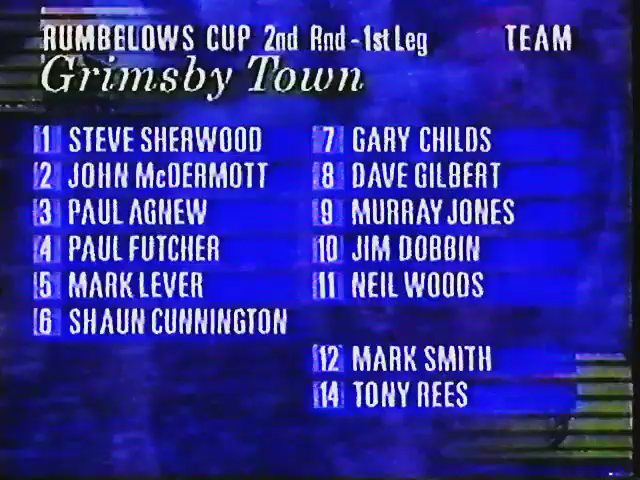 RUMBELOWS CUP 2nd Rnd - 1st Leg TEAM
Grimsby Town
1 STEVE SHERWOOD
2 JOHN McDERMOTT
3 PAUL AGNEW
4 PAUL FUTCHER
5 MARK LEVER
6 SHAUN CUNNINGTON
7 GARY CHILDS
8 DAVE GILBERT
9 MURRAY JONES
10 JIM DOBBIN
11 NEIL WOODS
12 MARK SMITH
14 TONY REES